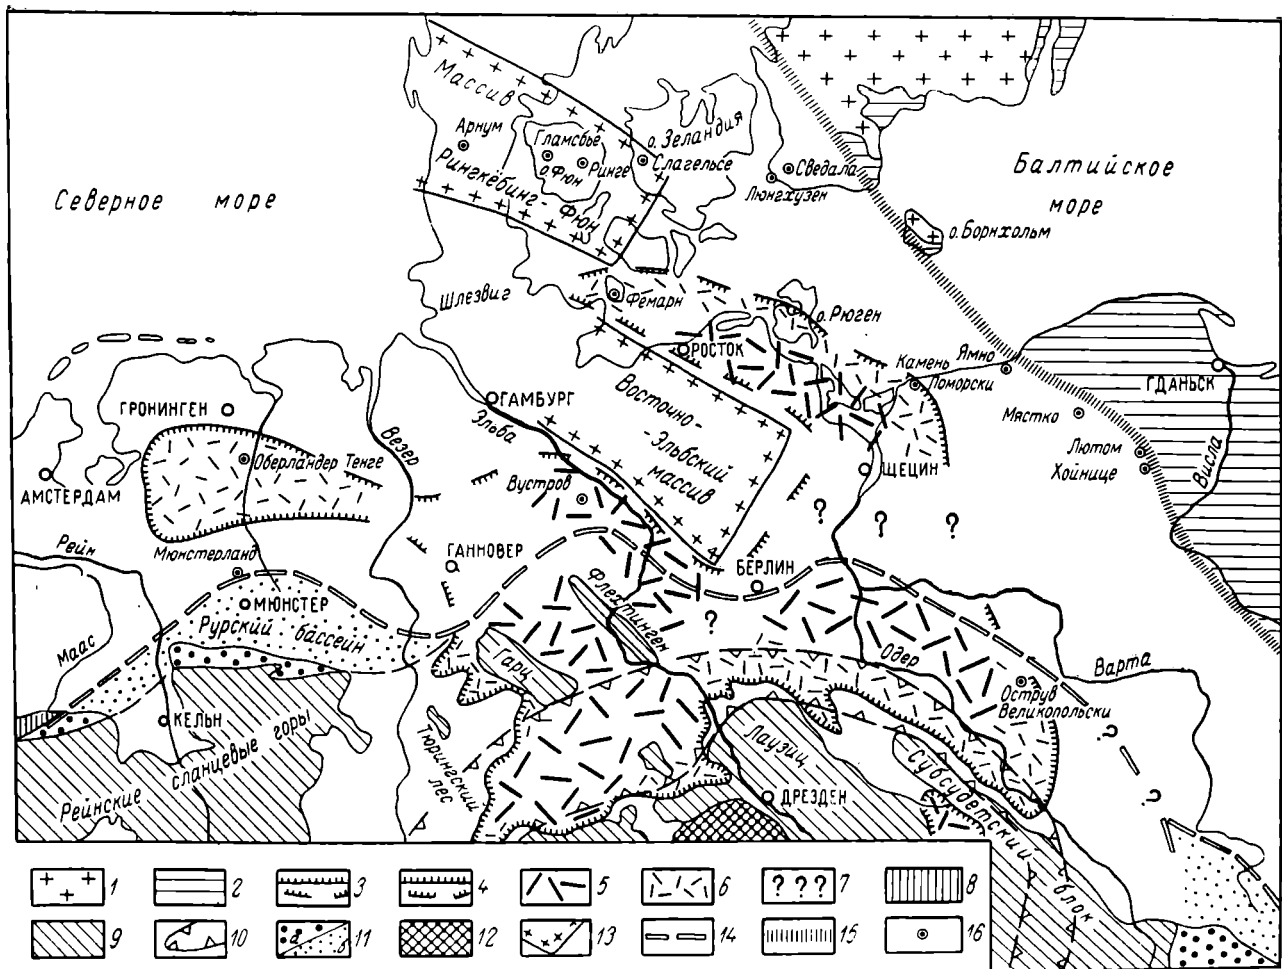 Массив
Арнум
Гламсбье
о. Фюн
Ринге
о. Зеландия
Слагельсе
Рингкёбинг-Фюн
Сведала
Люнгхузен
Балтийское
море
Северное море
о. Борнхольм
Шлезвиг
Фемарн
о. Рюген
РОСТОК
Камень
Поморски
Ямно
ГДАНЬСК
ГРОНИНГЕН
ГАМБУРГ
Эльба
Везер
Восточно-
-Эльбский
массив
Мястко
Лютом
Хойнице
Висла
Оберландер Тенге
АМСТЕРДАМ
Вустров
ЩЕЦИН
? ? ?
Рейн
Мюнстерланд
ГАННОВЕР
БЕРЛИН
МЮНСТЕР
Рурский бассейн
Флехтинген
?
Маас
Гарц
Одер
Варта
Острув
Великопольски
?
КЕЛЬН
Рейнские сланцевые горы
Тюрингский
лес
Лаузиц
ДРЕЗДЕН
Субсудетский
блок
?
1 2 3 4 5 6 ? ? ? 7 8
9 10 а б 11 12 13 14 15 16